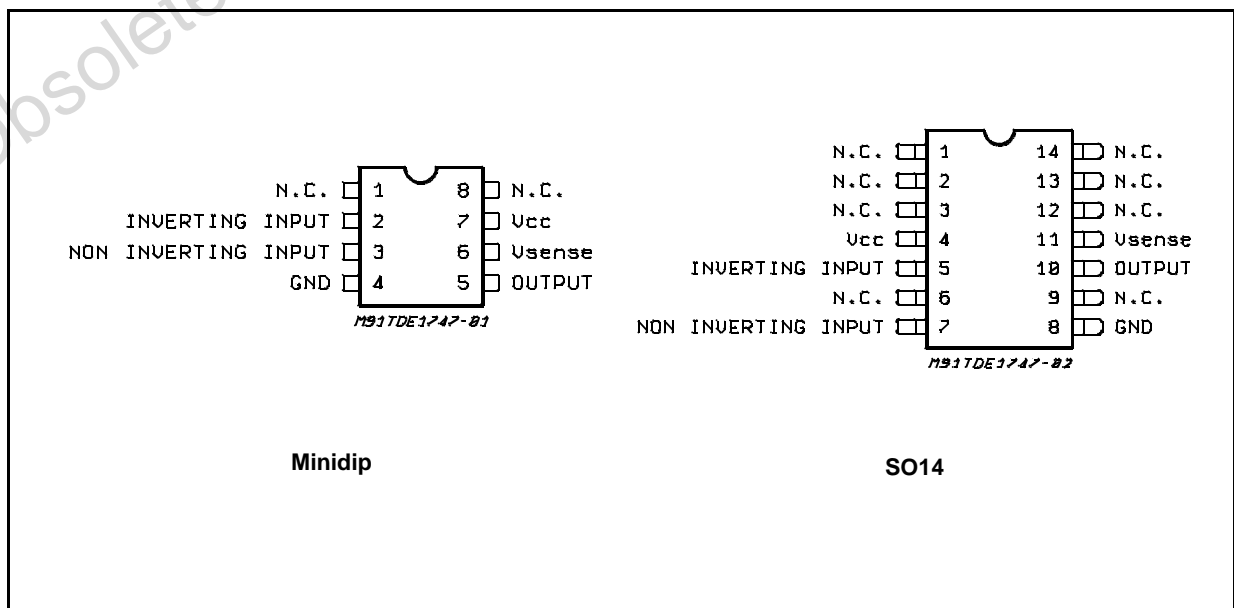 obsolete
N.C. 1 8 N.C.
INVERTING INPUT 2 7 Vcc
NON INVERTING INPUT 3 6 Vsense
GND 4 5 OUTPUT
M91TDE1747-01
Minidip
N.C. 1 14 N.C.
N.C. 2 13 N.C.
N.C. 3 12 N.C.
Vcc 4 11 Vsense
INVERTING INPUT 5 10 OUTPUT
N.C. 6 9 N.C.
NON INVERTING INPUT 7 8 GND
M91TDE1747-02
SO14